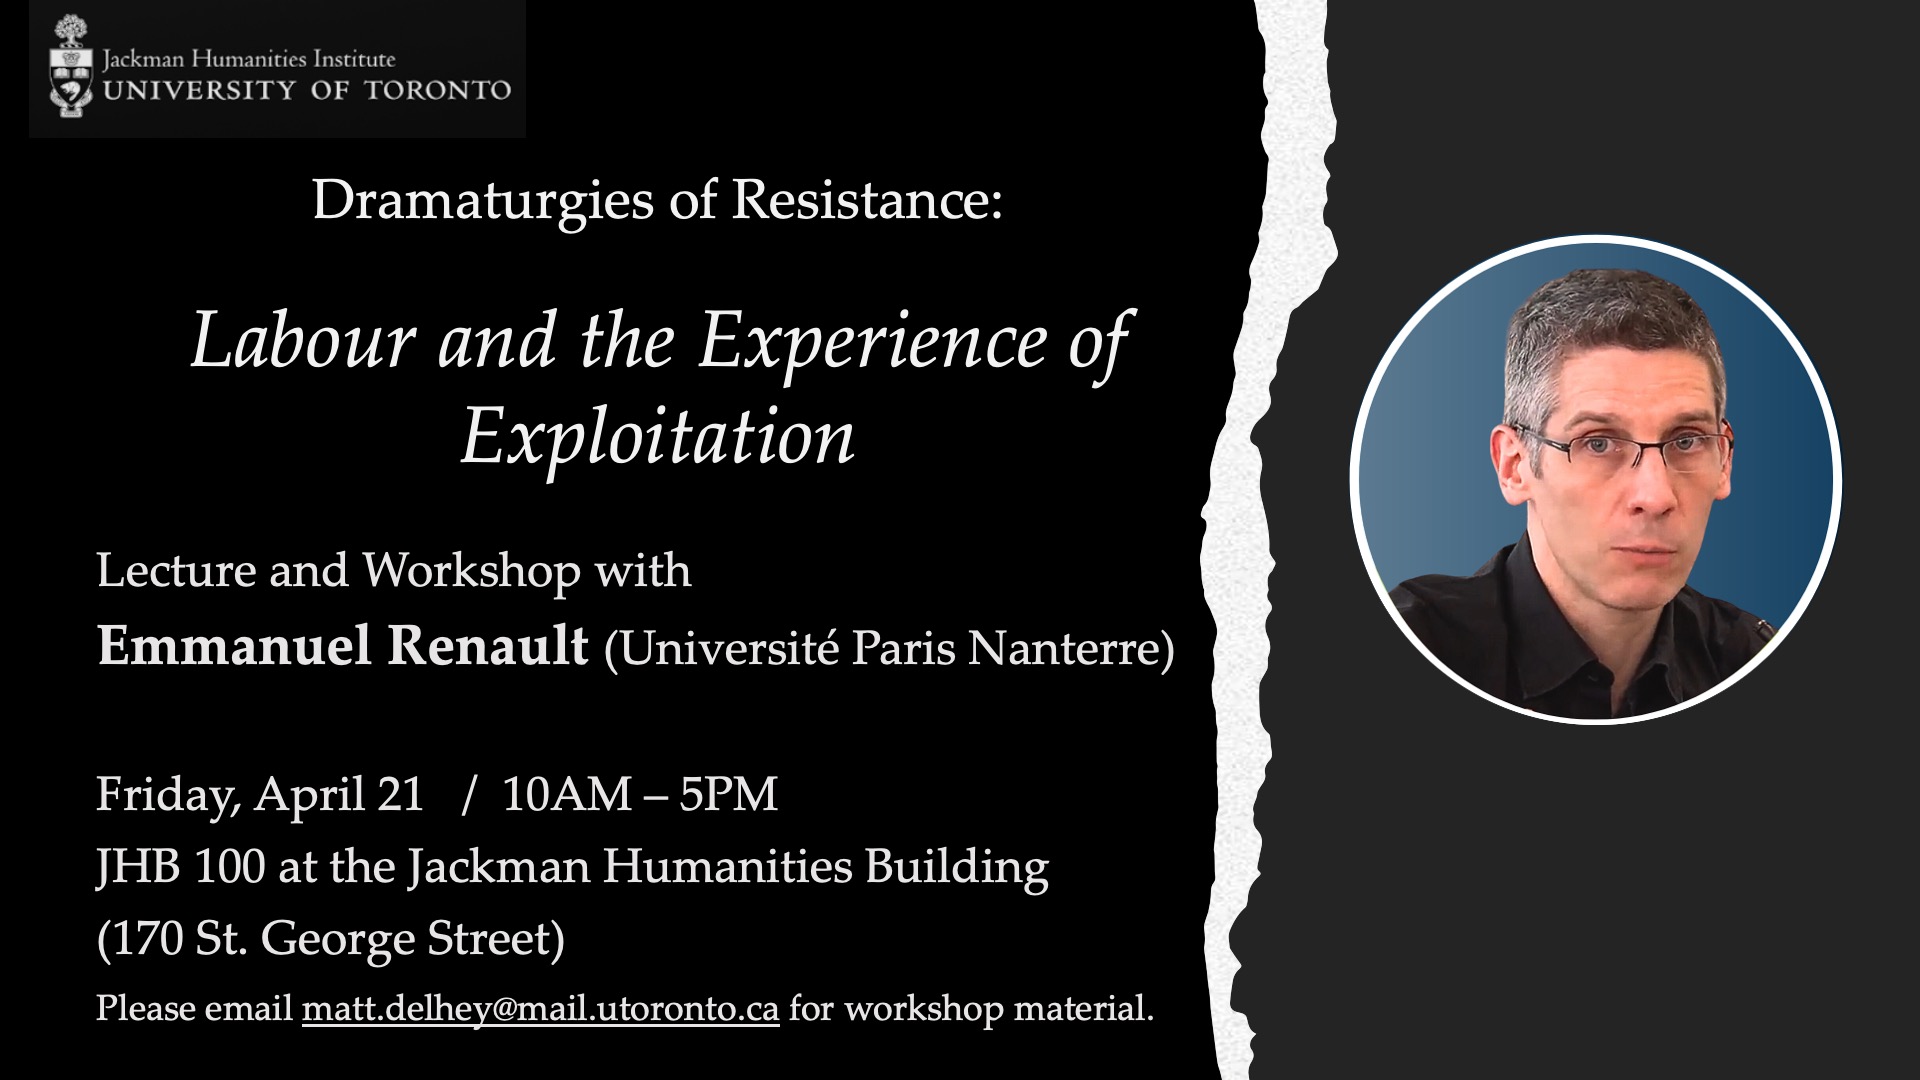 Jackman Humanities Institute
UNIVERSITY OF TORONTO
Dramaturgies of Resistance:
Labour and the Experience of
Exploitation
Lecture and Workshop with
Emmanuel Renault (Université Paris Nanterre)
Friday, April 21 / 10AM – 5PM
JHB 100 at the Jackman Humanities Building
(170 St. George Street)
Please email matt.delhey@mail.utoronto.ca for workshop material.